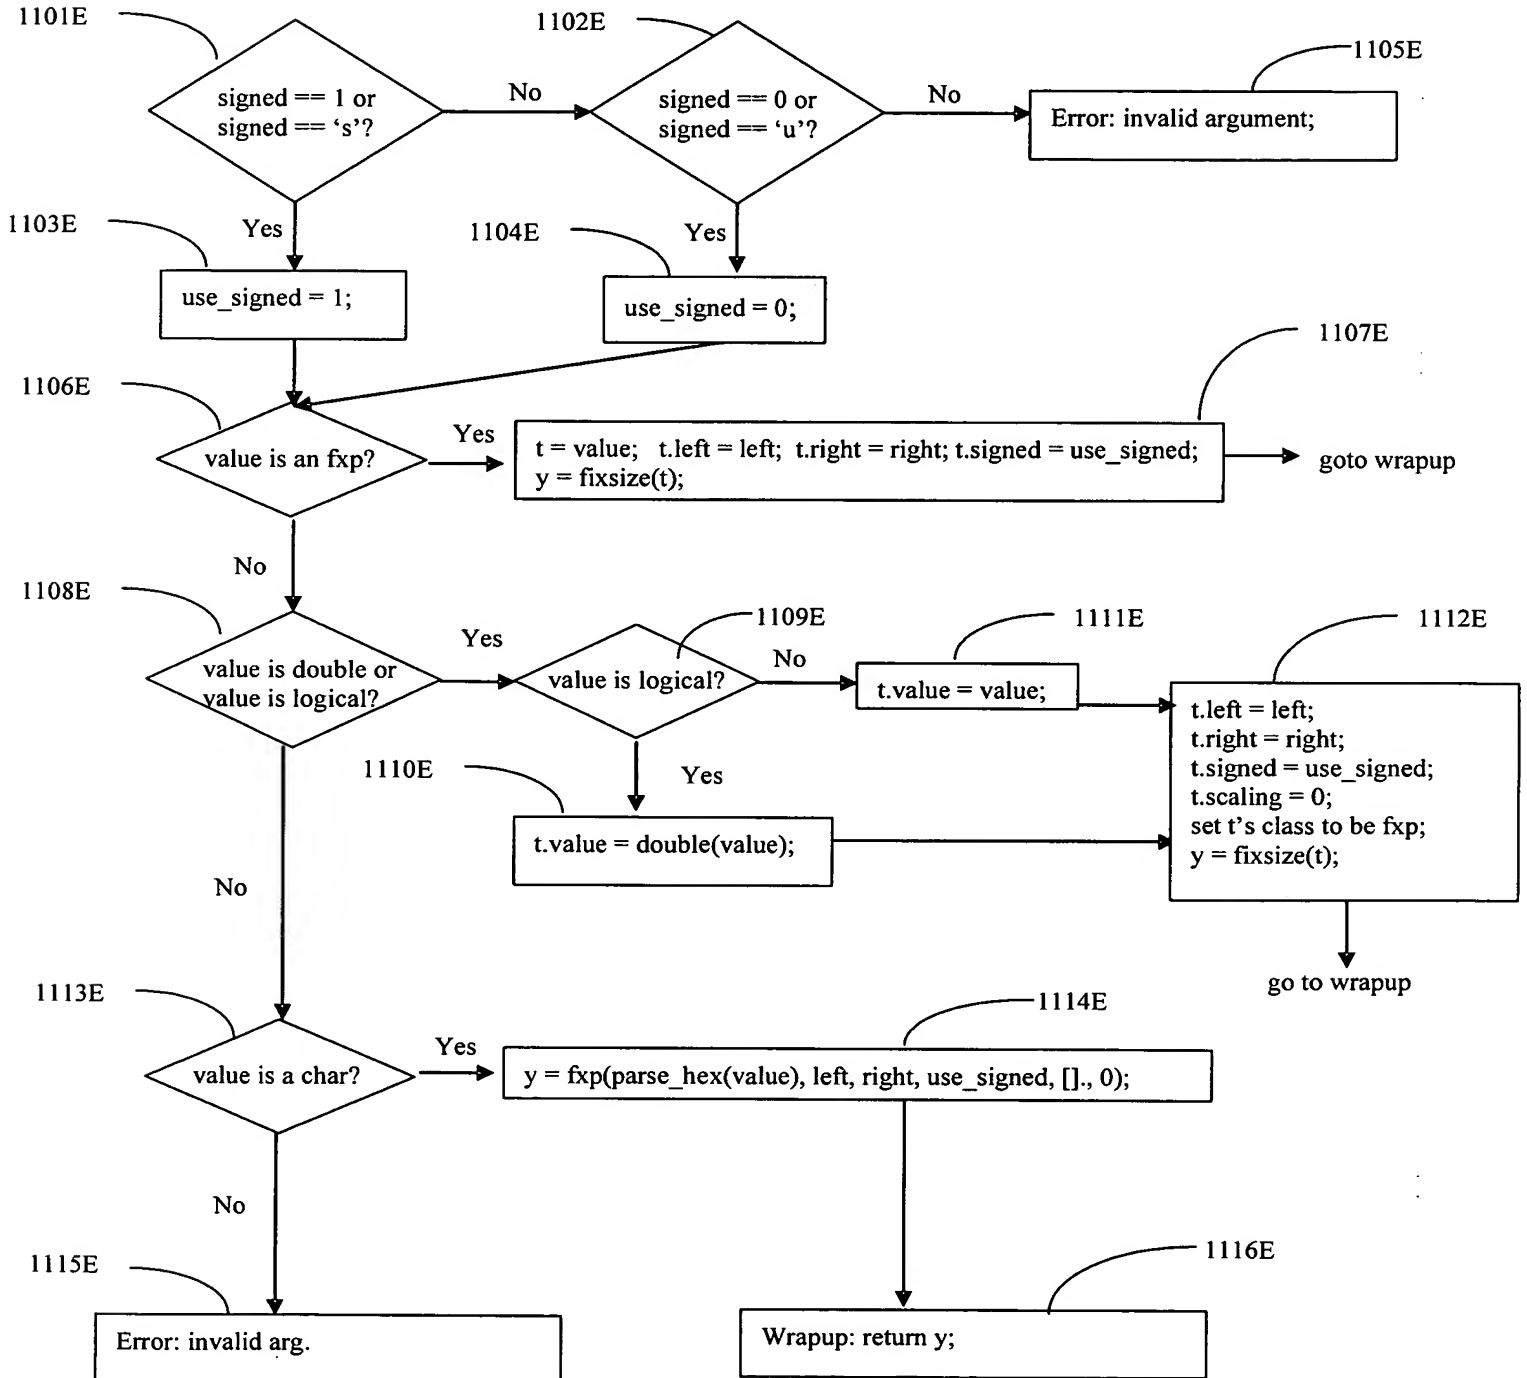 1101E
1102E
1105E
signed == 1 or
signed == ‘s’?
No
signed == 0 or
signed == ‘u’?
No
Error: invalid argument;
1103E
Yes
1104E
Yes
use_signed = 1;
use_signed = 0;
1107E
1106E
value is an fxp?
Yes
t = value; t.left = left; t.right = right; t.signed = use_signed;
y = fixsize(t);
goto wrapup
No
1108E
1109E
1111E
1112E
value is double or
value is logical?
Yes
value is logical?
No
t.value = value;
t.left = left;
t.right = right;
t.signed = use_signed;
t.scaling = 0;
set t's class to be fxp;
y = fixsize(t);
1110E
Yes
t.value = double(value);
No
go to wrapup
1113E
1114E
value is a char?
Yes
y = fxp(parse_hex(value), left, right, use_signed, []., 0);
No
1115E
1116E
Error: invalid arg.
Wrapup: return y;